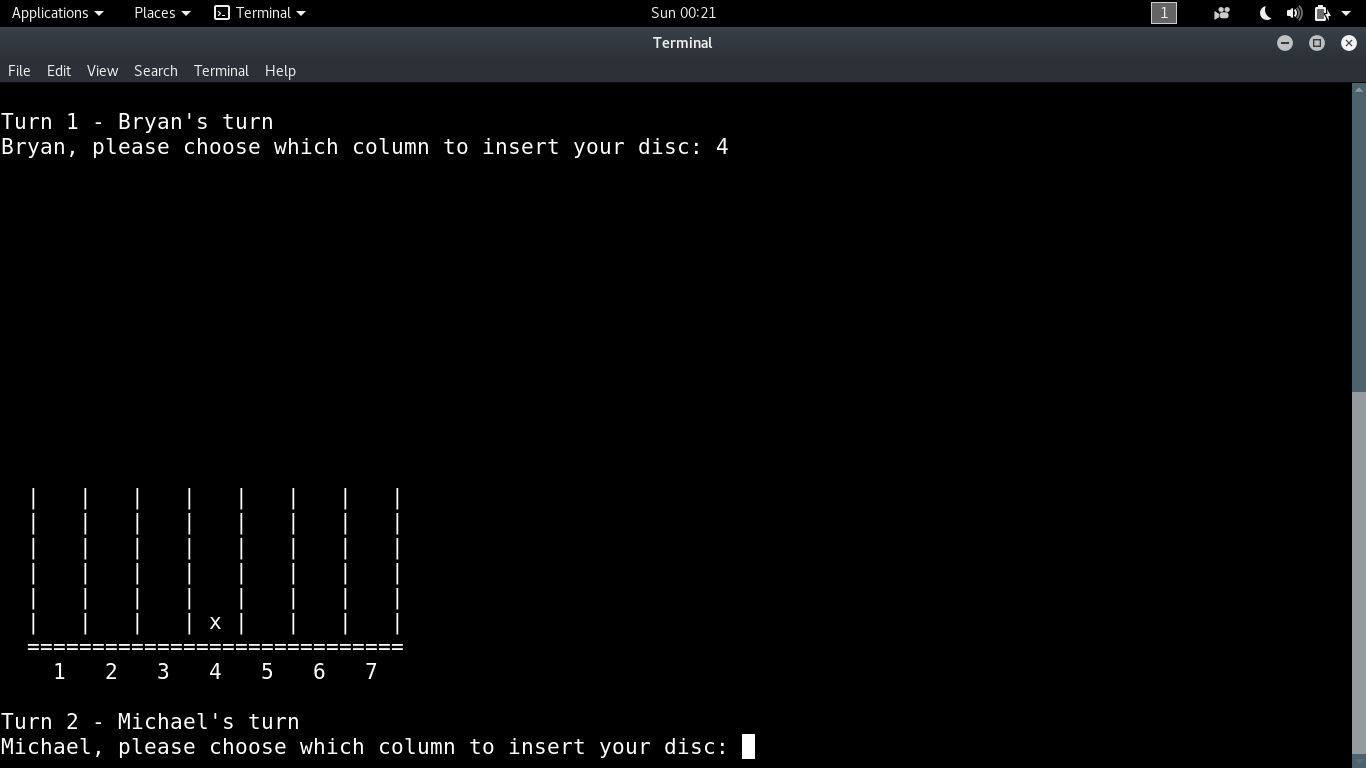 Applications Places Terminal Sun 00:21 1
Terminal
File Edit View Search Terminal Help
Turn 1 - Bryan's turn
Bryan, please choose which column to insert your disc: 4
|   |   |   |   |   |   |   |
|   |   |   |   |   |   |   |
|   |   |   |   |   |   |   |
|   |   |   |   |   |   |   |
|   |   |   |   |   |   |   |
|   |   |   | x |   |   |   |
=============================
1   2   3   4   5   6   7
Turn 2 - Michael's turn
Michael, please choose which column to insert your disc: